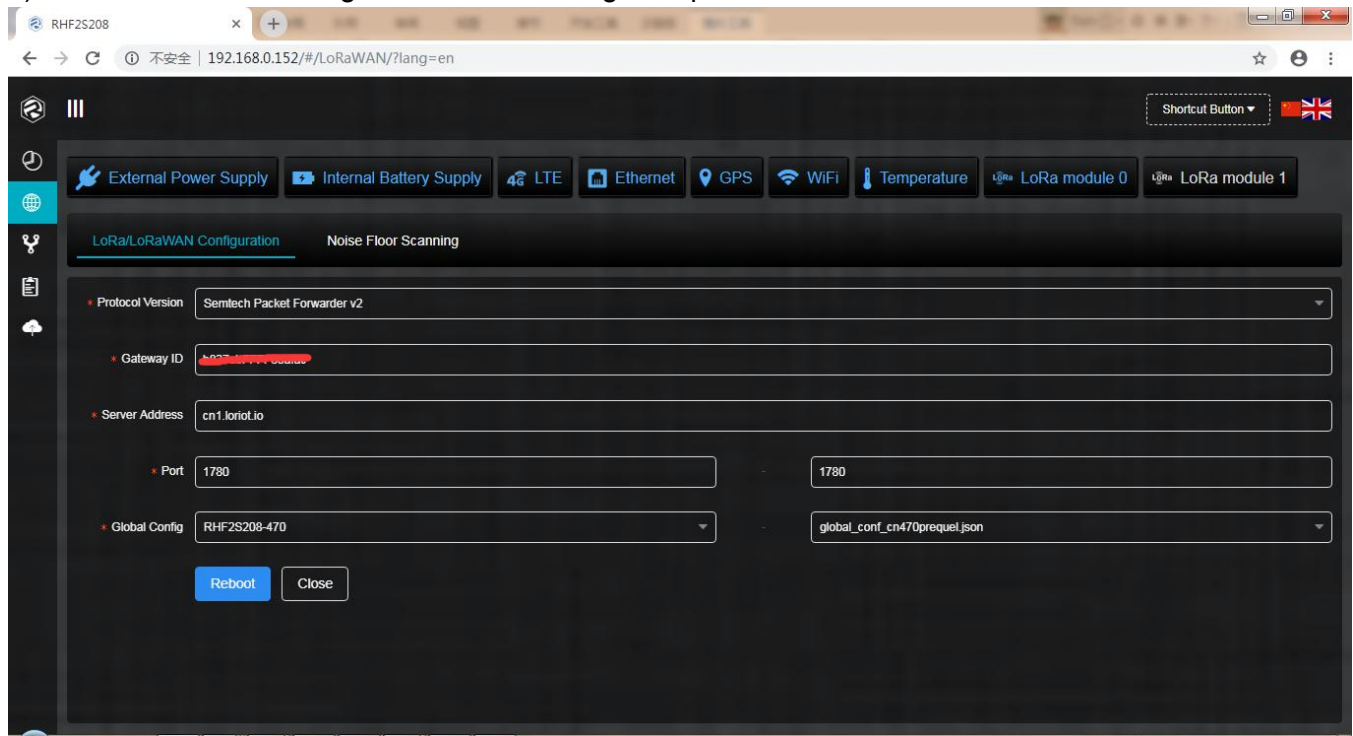 RHF2S208
不安全 | 192.168.0.152/#/LoRaWAN/?lang=en
Shortcut Button
External Power Supply Internal Battery Supply 4G LTE Ethernet GPS WiFi Temperature LoRa LoRa module 0 LoRa LoRa module 1
LoRa/LoRaWAN Configuration Noise Floor Scanning
* Protocol Version Semtech Packet Forwarder v2
* Gateway ID
* Server Address cn1.loriot.io
* Port 1780 - 1780
* Global Config RHF2S208-470 - global_conf_cn470prequel.json
Reboot Close